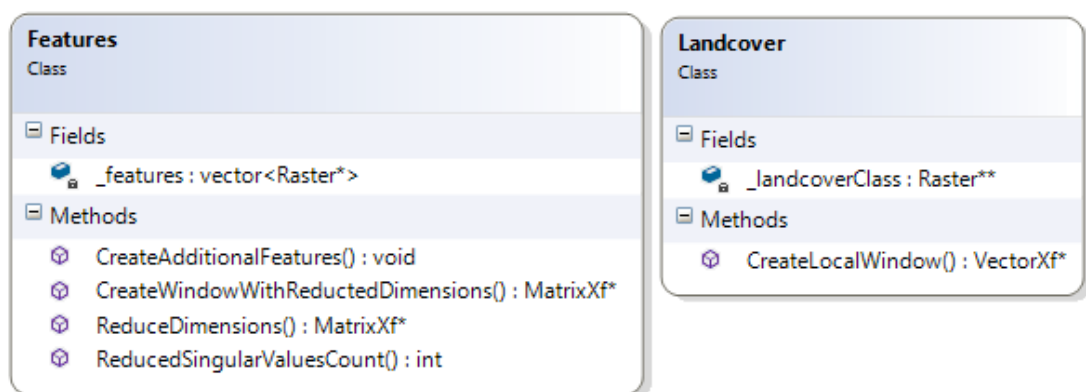 Features
Class
Fields
_features : vector<Raster*>
Methods
CreateAdditionalFeatures() : void
CreateWindowWithReductedDimensions() : MatrixXf*
ReduceDimensions() : MatrixXf*
ReducedSingularValuesCount() : int
Landcover
Class
Fields
_landcoverClass : Raster**
Methods
CreateLocalWindow() : VectorXf*